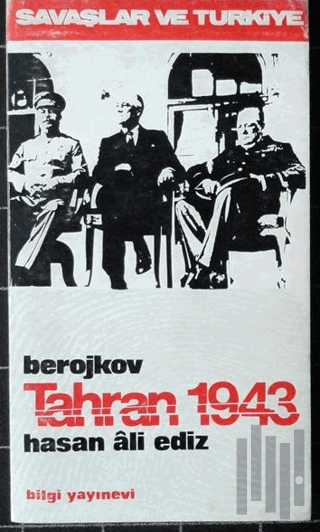 SAVAŞLAR VE TÜRKİYE
berojkov
Tahran 1943
hasan âli ediz
bilgi yayınevi